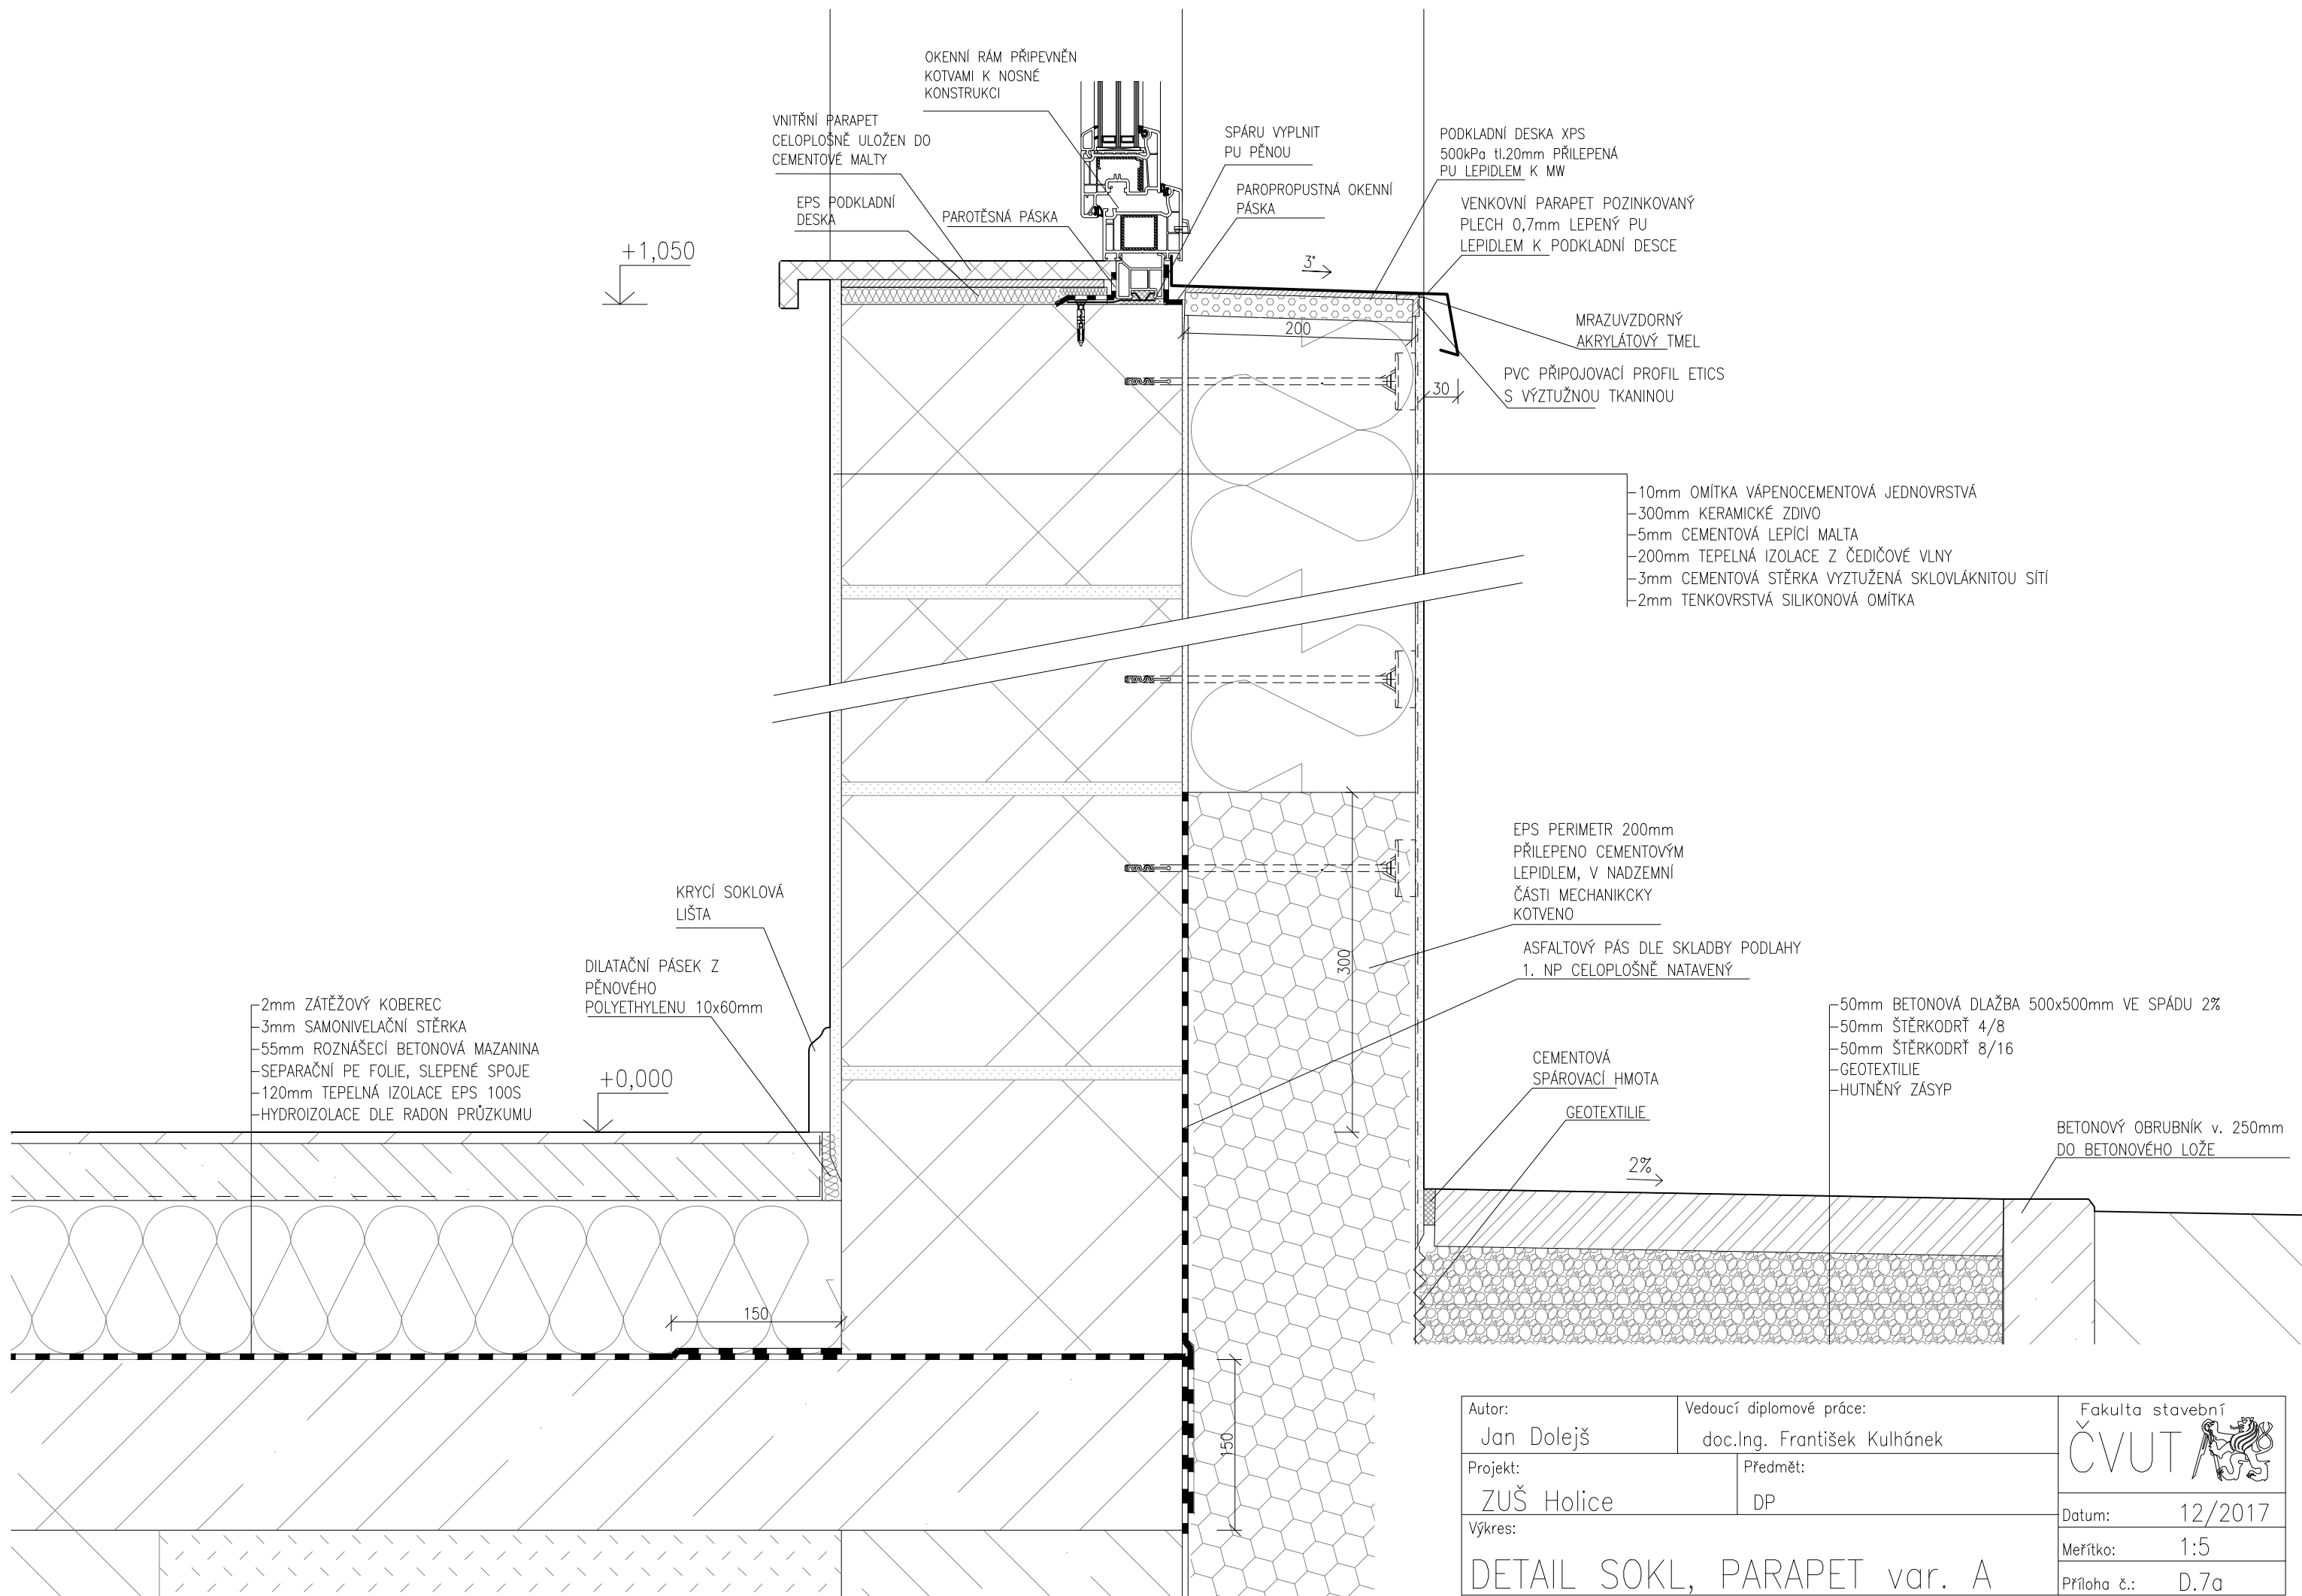 OKENNÍ RÁM PŘIPEVNĚN
KOTVAMI K NOSNÉ
KONSTRUKCI
VNITŘNÍ PARAPET
CELOPLOŠNĚ ULOŽEN DO
CEMENTOVÉ MALTY
EPS PODKLADNÍ
DESKA
PAROTĚSNÁ PÁSKA
SPÁRU VYPLNIT
PU PĚNOU
PAROPROPUSTNÁ OKENNÍ
PÁSKA
PODKLADNÍ DESKA XPS
500kPa tl.20mm PŘILEPENÁ
PU LEPIDLEM K MW
VENKOVNÍ PARAPET POZINKOVANÝ
PLECH 0,7mm LEPENÝ PU
LEPIDLEM K PODKLADNÍ DESCE
+1,050
3°
200
MRAZUVZDORNÝ
AKRYLÁTOVÝ TMEL
PVC PŘIPOJOVACÍ PROFIL ETICS
S VÝZTUŽNOU TKANINOU
30
10mm OMÍTKA VÁPENOCEMENTOVÁ JEDNOVRSTVÁ
300mm KERAMICKÉ ZDIVO
5mm CEMENTOVÁ LEPÍCÍ MALTA
200mm TEPELNÁ IZOLACE Z ČEDIČOVÉ VLNY
3mm CEMENTOVÁ STĚRKA VYZTUŽENÁ SKLOVLÁKNITOU SÍTÍ
2mm TENKOVRSTVÁ SILIKONOVÁ OMÍTKA
EPS PERIMETR 200mm
PŘILEPENO CEMENTOVÝM
LEPIDLEM, V NADZEMNÍ
ČÁSTI MECHANIKCKY
KOTVENO
300
ASFALTOVÝ PÁS DLE SKLADBY PODLAHY
1. NP CELOPLOŠNĚ NATAVENÝ
KRYCÍ SOKLOVÁ
LIŠTA
DILATAČNÍ PÁSEK Z
PĚNOVÉHO
POLYETHYLENU 10x60mm
2mm ZÁTĚŽOVÝ KOBEREC
3mm SAMONIVELAČNÍ STĚRKA
55mm ROZNÁŠECÍ BETONOVÁ MAZANINA
SEPARAČNÍ PE FOLIE, SLEPENÉ SPOJE
120mm TEPELNÁ IZOLACE EPS 100S
HYDROIZOLACE DLE RADON PRŮZKUMU
+0,000
50mm BETONOVÁ DLAŽBA 500x500mm VE SPÁDU 2%
50mm ŠTĚRKODRŤ 4/8
50mm ŠTĚRKODRŤ 8/16
GEOTEXTILIE
HUTNĚNÝ ZÁSYP
CEMENTOVÁ
SPÁROVACÍ HMOTA
GEOTEXTILIE
BETONOVÝ OBRUBNÍK v. 250mm
DO BETONOVÉHO LOŽE
2%
150
150
Autor:
Jan Dolejš
Vedoucí diplomové práce:
doc.Ing. František Kulhánek
Fakulta stavební
ČVUT
Projekt:
ZUŠ Holice
Předmět:
DP
Datum: 12/2017
Výkres:
DETAIL SOKL, PARAPET var. A
Meřítko: 1:5
Příloha č.: D.7a